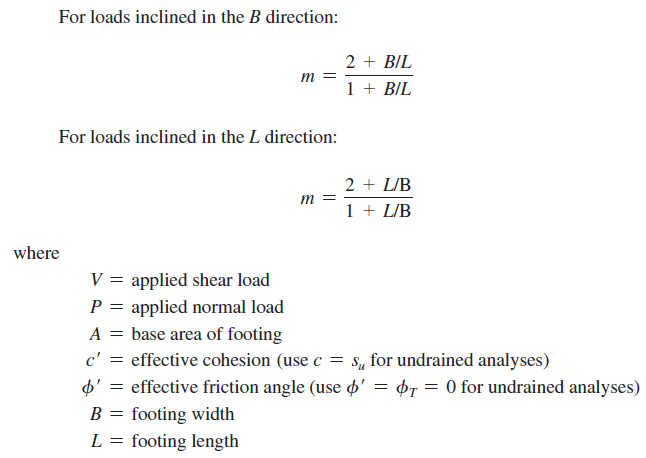 For loads inclined in the B direction:
m = (2 + B/L) / (1 + B/L)
For loads inclined in the L direction:
m = (2 + L/B) / (1 + L/B)
where
V = applied shear load
P = applied normal load
A = base area of footing
c′ = effective cohesion (use c = sᵤ for undrained analyses)
ϕ′ = effective friction angle (use ϕ′ = ϕ_T = 0 for undrained analyses)
B = footing width
L = footing length